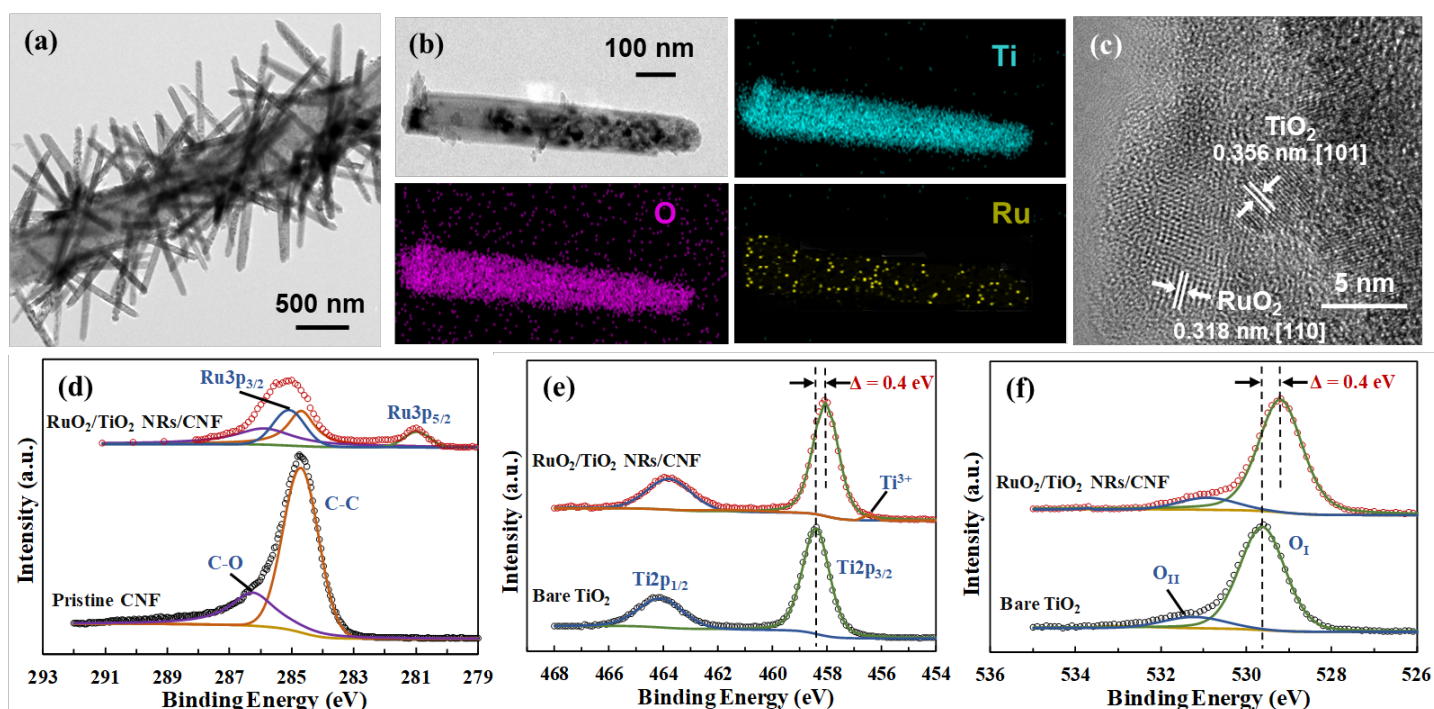 (a)
500 nm
(b)
100 nm
Ti
O
Ru
(c)
TiO₂
0.356 nm [101]
RuO₂
0.318 nm [110]
5 nm
(d)
Ru3p₃/₂
Ru3p₅/₂
RuO₂/TiO₂ NRs/CNF
C-C
C-O
Pristine CNF
Intensity (a.u.)
293 291 289 287 285 283 281 279
Binding Energy (eV)
(e)
Δ = 0.4 eV
RuO₂/TiO₂ NRs/CNF
Ti³⁺
Ti2p₁/₂
Ti2p₃/₂
Bare TiO₂
Intensity (a.u.)
468 466 464 462 460 458 456 454
Binding Energy (eV)
(f)
Δ = 0.4 eV
RuO₂/TiO₂ NRs/CNF
O_I
O_II
Bare TiO₂
Intensity (a.u.)
536 534 532 530 528 526
Binding Energy (eV)